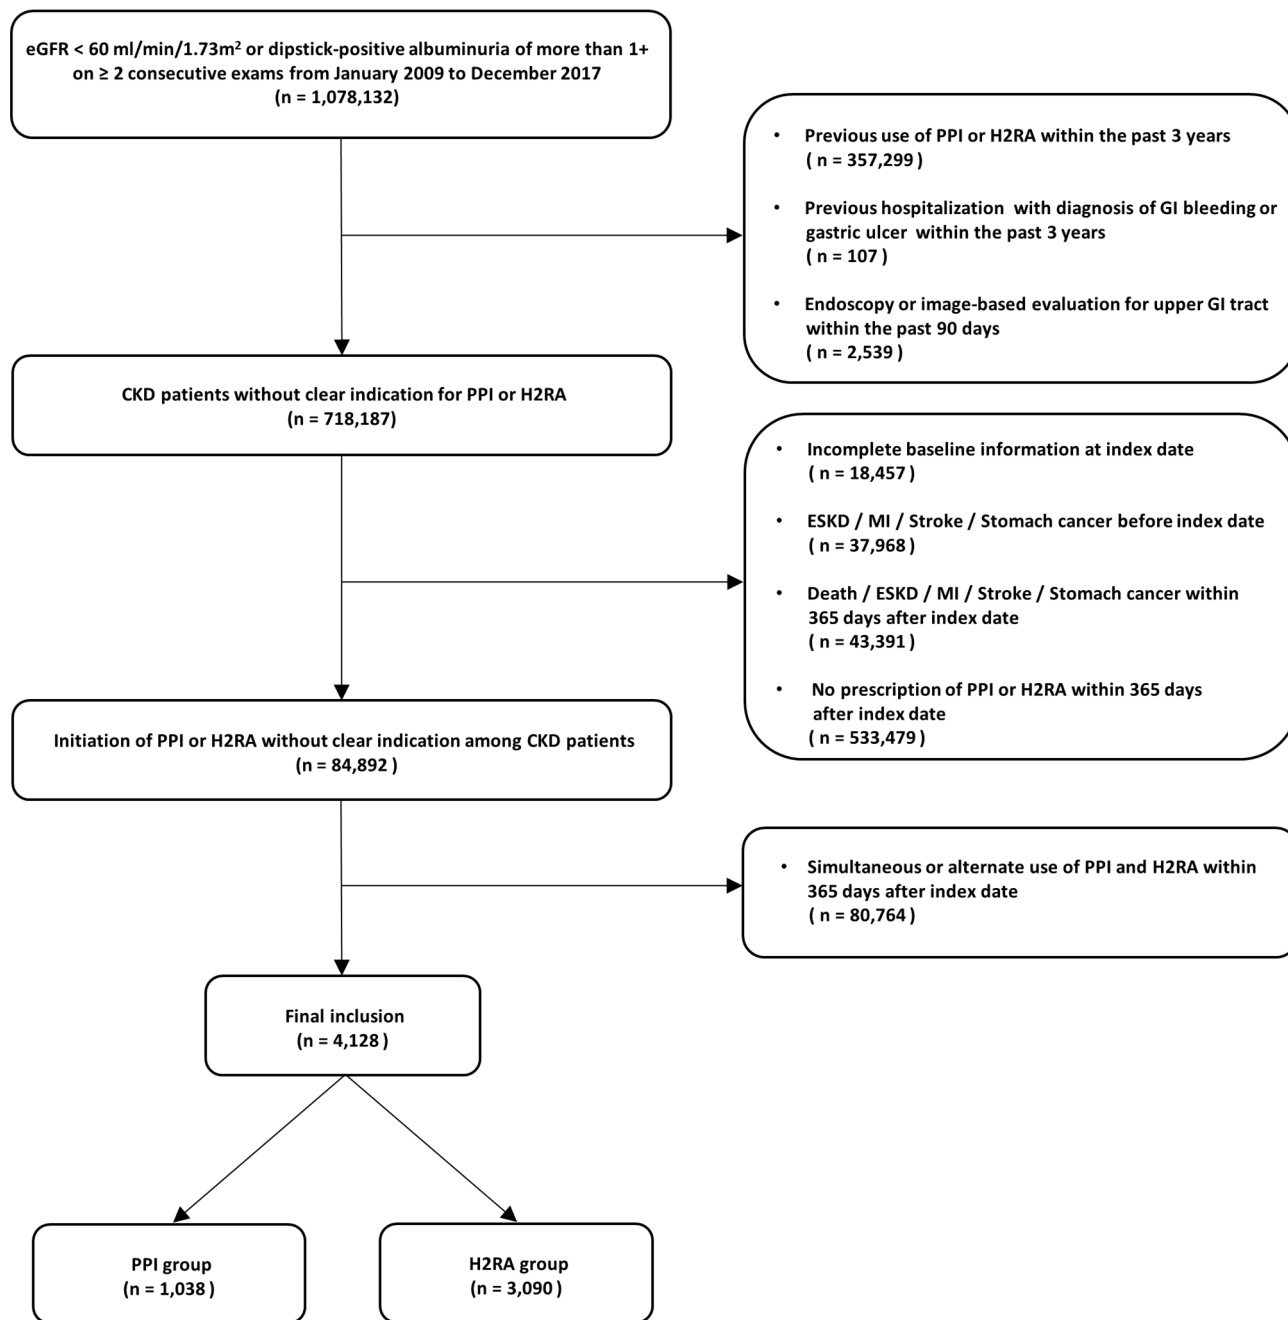 eGFR < 60 ml/min/1.73m² or dipstick-positive albuminuria of more than 1+
on ≥ 2 consecutive exams from January 2009 to December 2017
(n = 1,078,132)
• Previous use of PPI or H2RA within the past 3 years
( n = 357,299 )
• Previous hospitalization with diagnosis of GI bleeding or
gastric ulcer within the past 3 years
( n = 107 )
• Endoscopy or image-based evaluation for upper GI tract
within the past 90 days
( n = 2,539 )
CKD patients without clear indication for PPI or H2RA
(n = 718,187)
• Incomplete baseline information at index date
( n = 18,457 )
• ESKD / MI / Stroke / Stomach cancer before index date
( n = 37,968 )
• Death / ESKD / MI / Stroke / Stomach cancer within
365 days after index date
( n = 43,391 )
• No prescription of PPI or H2RA within 365 days
after index date
( n = 533,479 )
Initiation of PPI or H2RA without clear indication among CKD patients
(n = 84,892 )
• Simultaneous or alternate use of PPI and H2RA within
365 days after index date
( n = 80,764 )
Final inclusion
(n = 4,128 )
PPI group
(n = 1,038 )
H2RA group
(n = 3,090 )